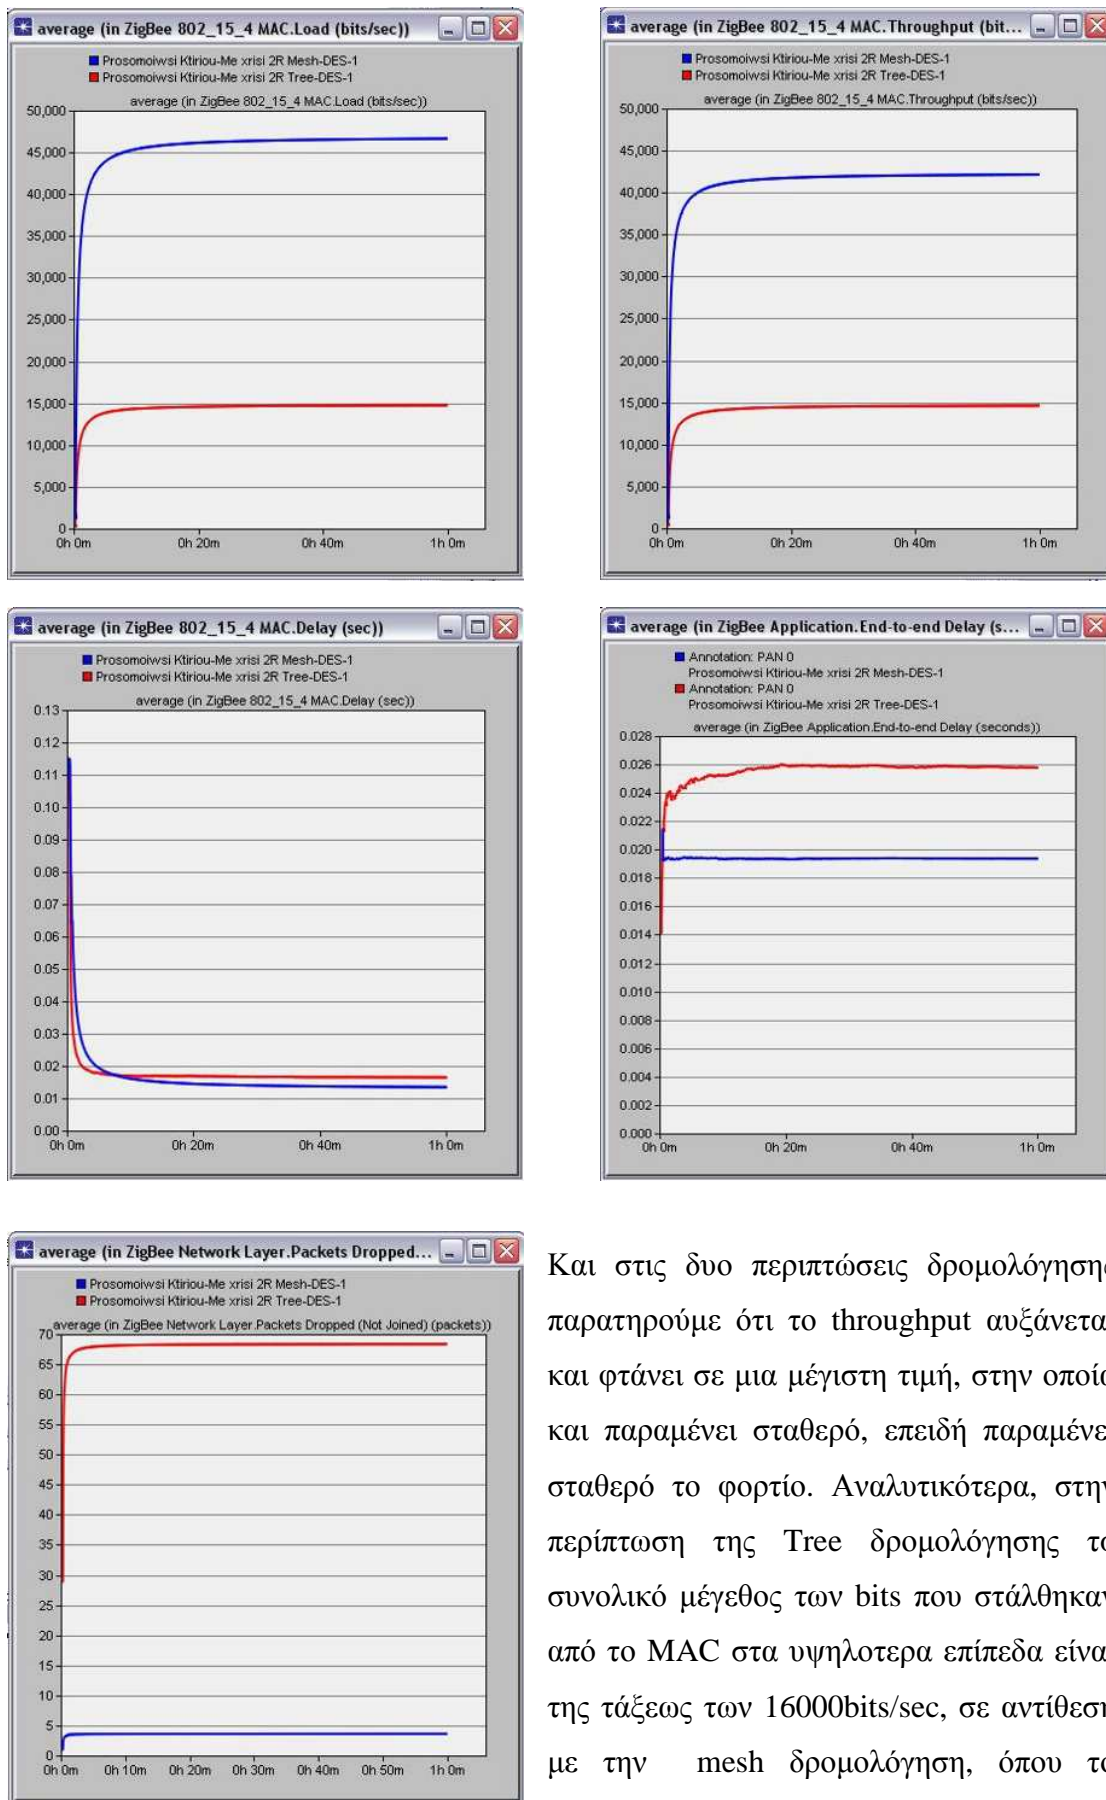 average (in ZigBee 802_15_4 MAC.Load (bits/sec))
Prosomoiwsi Ktiriou-Me xrisi 2R Mesh-DES-1
Prosomoiwsi Ktiriou-Me xrisi 2R Tree-DES-1
average (in ZigBee 802_15_4 MAC.Load (bits/sec))
50,000
45,000
40,000
35,000
30,000
25,000
20,000
15,000
10,000
5,000
0
0h 0m 0h 20m 0h 40m 1h 0m
average (in ZigBee 802_15_4 MAC.Throughput (bit...
Prosomoiwsi Ktiriou-Me xrisi 2R Mesh-DES-1
Prosomoiwsi Ktiriou-Me xrisi 2R Tree-DES-1
average (in ZigBee 802_15_4 MAC.Throughput (bits/sec))
50,000
45,000
40,000
35,000
30,000
25,000
20,000
15,000
10,000
5,000
0
0h 0m 0h 20m 0h 40m 1h 0m
average (in ZigBee 802_15_4 MAC.Delay (sec))
Prosomoiwsi Ktiriou-Me xrisi 2R Mesh-DES-1
Prosomoiwsi Ktiriou-Me xrisi 2R Tree-DES-1
average (in ZigBee 802_15_4 MAC.Delay (sec))
0.13
0.12
0.11
0.10
0.09
0.08
0.07
0.06
0.05
0.04
0.03
0.02
0.01
0.00
0h 0m 0h 20m 0h 40m 1h 0m
average (in ZigBee Application.End-to-end Delay (s...
Annotation: PAN 0
Prosomoiwsi Ktiriou-Me xrisi 2R Mesh-DES-1
Annotation: PAN 0
Prosomoiwsi Ktiriou-Me xrisi 2R Tree-DES-1
average (in ZigBee Application.End-to-end Delay (seconds))
0.028
0.026
0.024
0.022
0.020
0.018
0.016
0.014
0.012
0.010
0.008
0.006
0.004
0.002
0.000
0h 0m 0h 20m 0h 40m 1h 0m
average (in ZigBee Network Layer.Packets Dropped...
Prosomoiwsi Ktiriou-Me xrisi 2R Mesh-DES-1
Prosomoiwsi Ktiriou-Me xrisi 2R Tree-DES-1
average (in ZigBee Network Layer.Packets Dropped (Not Joined) (packets))
70
65
60
55
50
45
40
35
30
25
20
15
10
5
0
0h 0m 0h 10m 0h 20m 0h 30m 0h 40m 0h 50m 1h 0m
Και στις δυο περιπτώσεις δρομολόγησης
παρατηρούμε ότι το throughput αυξάνεται
και φτάνει σε μια μέγιστη τιμή, στην οποία
και παραμένει σταθερό, επειδή παραμένει
σταθερό το φορτίο. Αναλυτικότερα, στην
περίπτωση της Tree δρομολόγησης το
συνολικό μέγεθος των bits που στάλθηκαν
από το MAC στα υψηλοτερα επίπεδα είναι
της τάξεως των 16000bits/sec, σε αντίθεση
με την mesh δρομολόγηση, όπου το